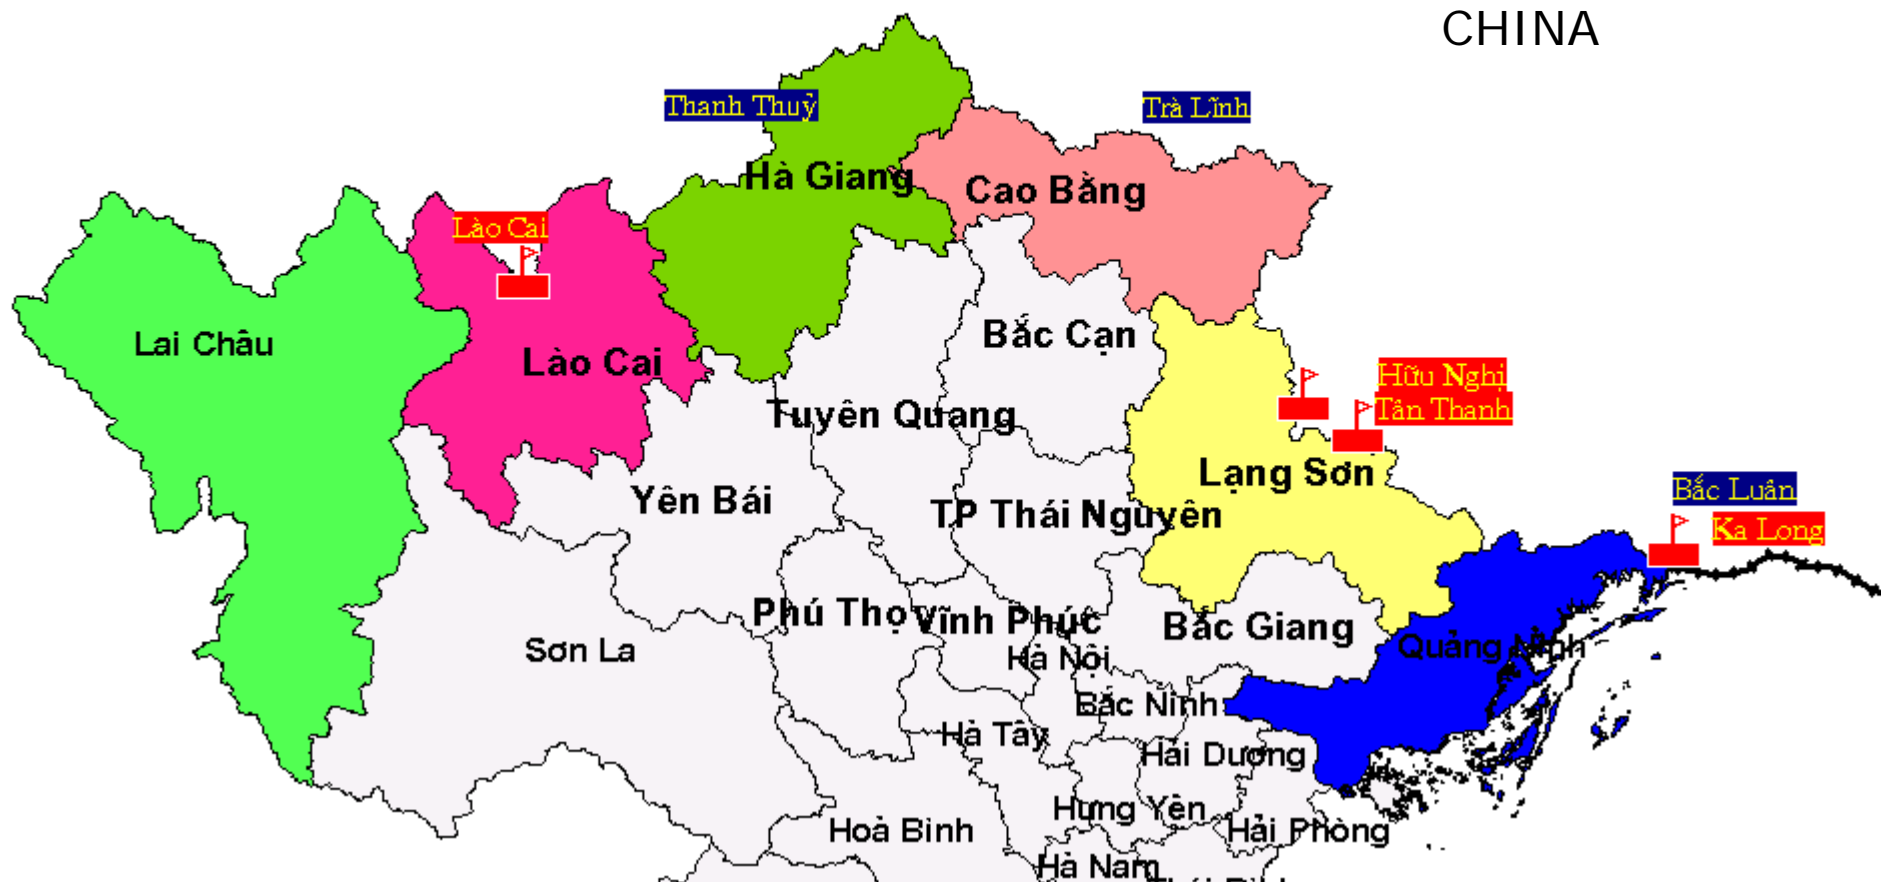 CHINA
Thanh Thuỷ
Trà Lĩnh
Hà Giang
Cao Bằng
Lào Cai
Lai Châu
Bắc Cạn
Lào Cai
Hữu Nghị
Tân Thanh
Tuyên Quang
Lạng Sơn
Yên Bái
Bắc Luân
TP Thái Nguyên
Ka Long
Phú Thọ
Vĩnh Phúc
Bắc Giang
Sơn La
Hà Nội
Quảng Ninh
Bắc Ninh
Hà Tây
Hải Dương
Hưng Yên
Hoà Bình
Hải Phòng
Hà Nam